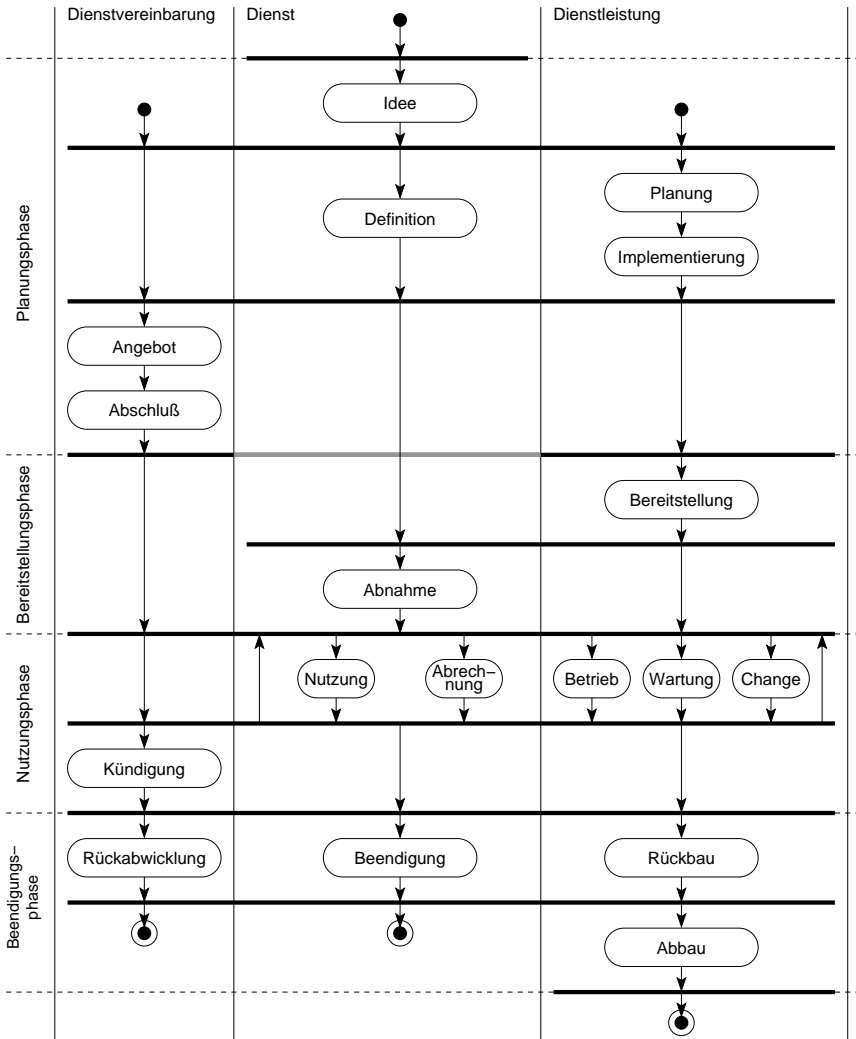 Dienstvereinbarung
Dienst
Dienstleistung
Planungsphase
Idee
Planung
Definition
Implementierung
Angebot
Abschluß
Bereitstellungsphase
Bereitstellung
Abnahme
Nutzungsphase
Nutzung
Abrech–
nung
Betrieb
Wartung
Change
Kündigung
Beendigungs–
phase
Rückabwicklung
Beendigung
Rückbau
Abbau